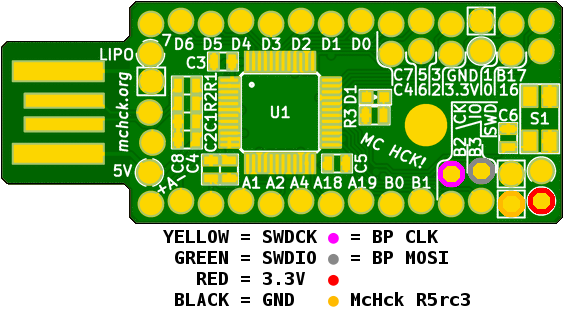 LIPO
7 D6 D5 D4 D3 D2 D1 D0
C3
C7 5 3 GND 1 B17
C4 6 2 3.3V 0 16
mchck.org
R1
R2
C1
C2
U1
D1
R3
MC HCK!
B2 \CLK
B3 \IO
SWD
C6
S1
C8
C4
C5
5V
+A-
A1 A2 A4 A18 A19 B0 B1
YELLOW = SWDCK = BP CLK
GREEN = SWDIO = BP MOSI
RED = 3.3V
BLACK = GND McHck R5rc3